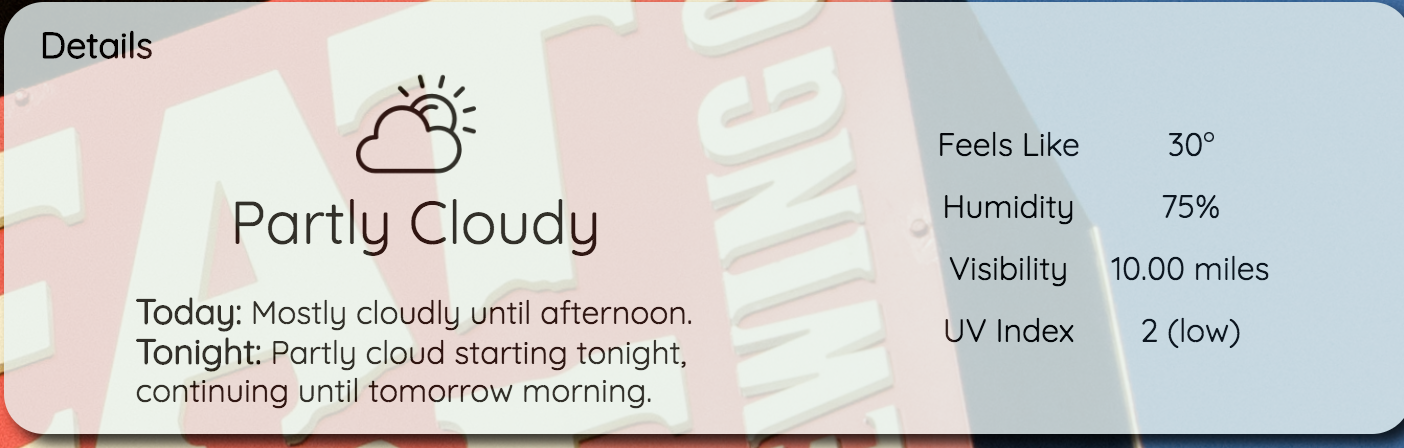 Details
Partly Cloudy
Today: Mostly cloudly until afternoon.
Tonight: Partly cloud starting tonight,
continuing until tomorrow morning.
Feels Like 30°
Humidity 75%
Visibility 10.00 miles
UV Index 2 (low)
EAT